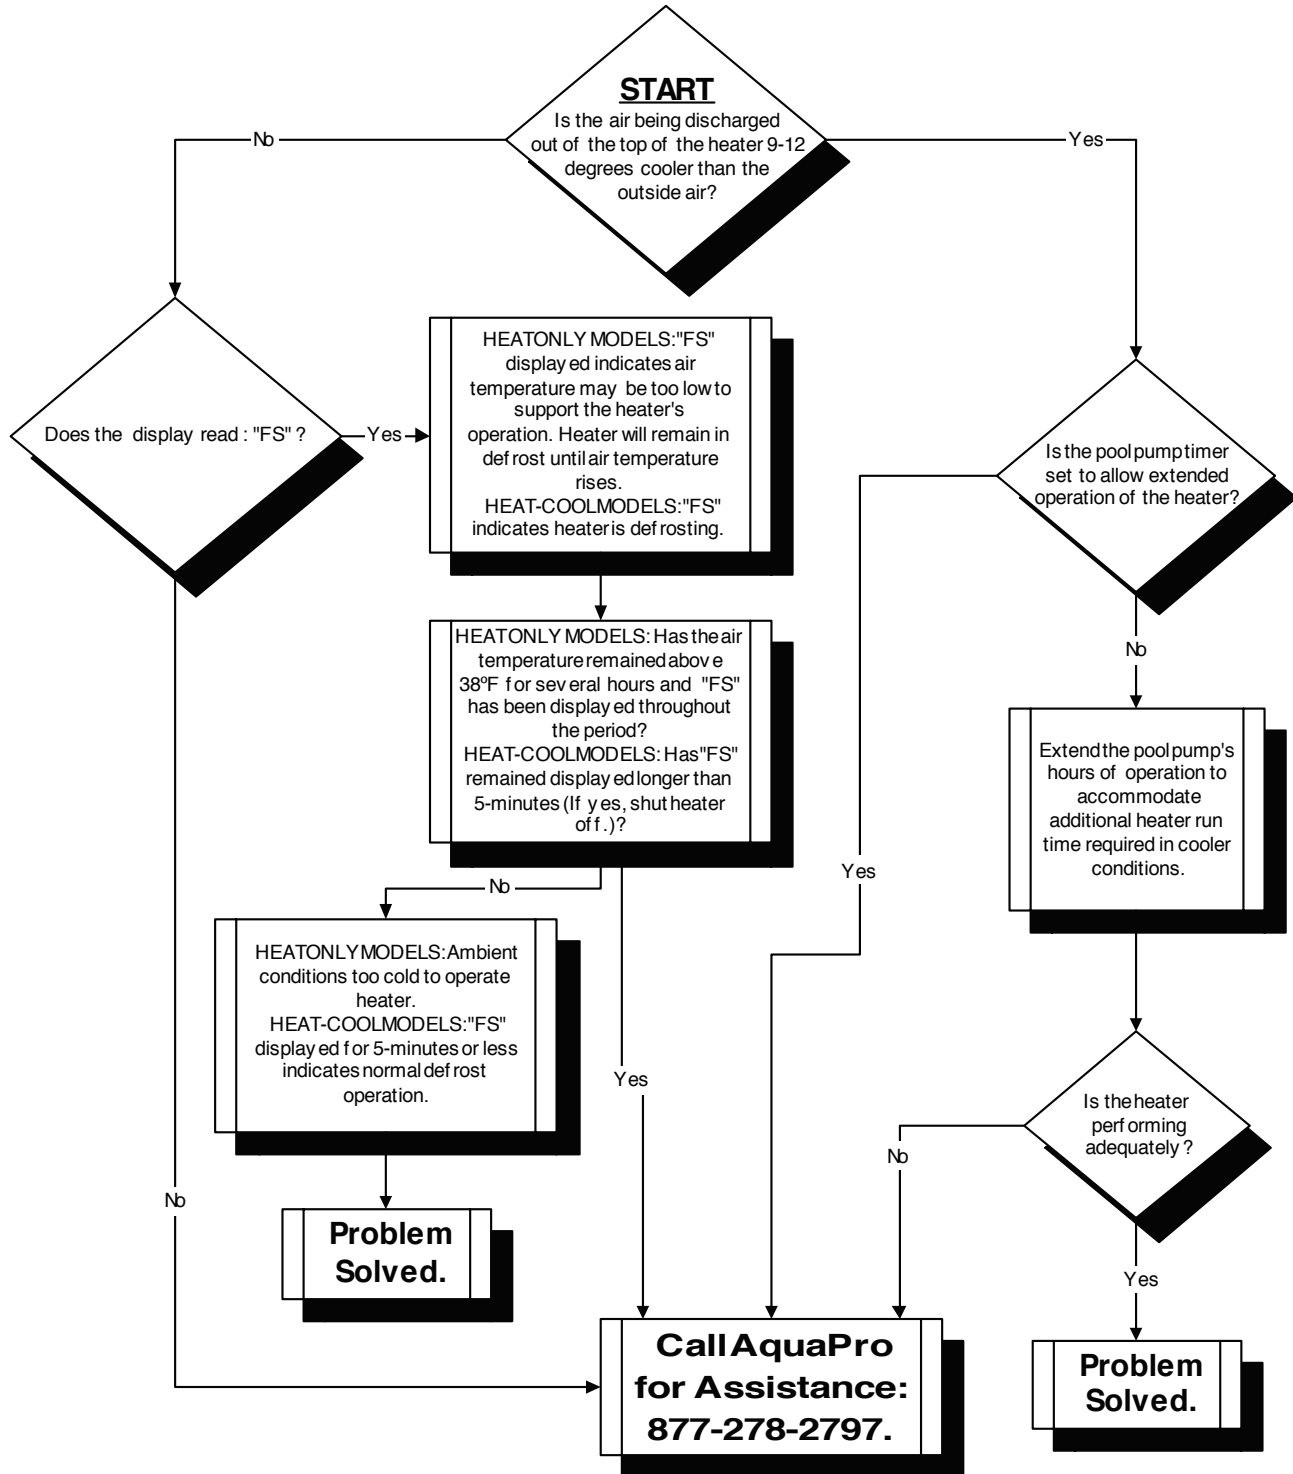 START
Is the air being discharged
out of the top of the heater 9-12
degrees cooler than the
outside air?
No
Yes
Does the display read : "FS" ?
Yes
HEATONLY MODELS:"FS"
displayed indicates air
temperature may be too low to
support the heater's
operation. Heater will remain in
defrost until air temperature
rises.
HEAT-COOLMODELS:"FS"
indicates heater is defrosting.
Is the pool pump timer
set to allow extended
operation of the heater?
No
HEATONLY MODELS: Has the air
temperature remained above
38ºF for several hours and "FS"
has been displayed throughout
the period?
HEAT-COOLMODELS: Has "FS"
remained displayed longer than
5-minutes (If yes, shut heater
off.)?
Extend the pool pump's
hours of operation to
accommodate
additional heater run
time required in cooler
conditions.
Yes
No
HEATONLY MODELS: Ambient
conditions too cold to operate
heater.
HEAT-COOLMODELS:"FS"
displayed for 5-minutes or less
indicates normal defrost
operation.
Yes
Is the heater
performing
adequately?
No
No
Problem
Solved.
Yes
Call AquaPro
for Assistance:
877-278-2797.
Problem
Solved.